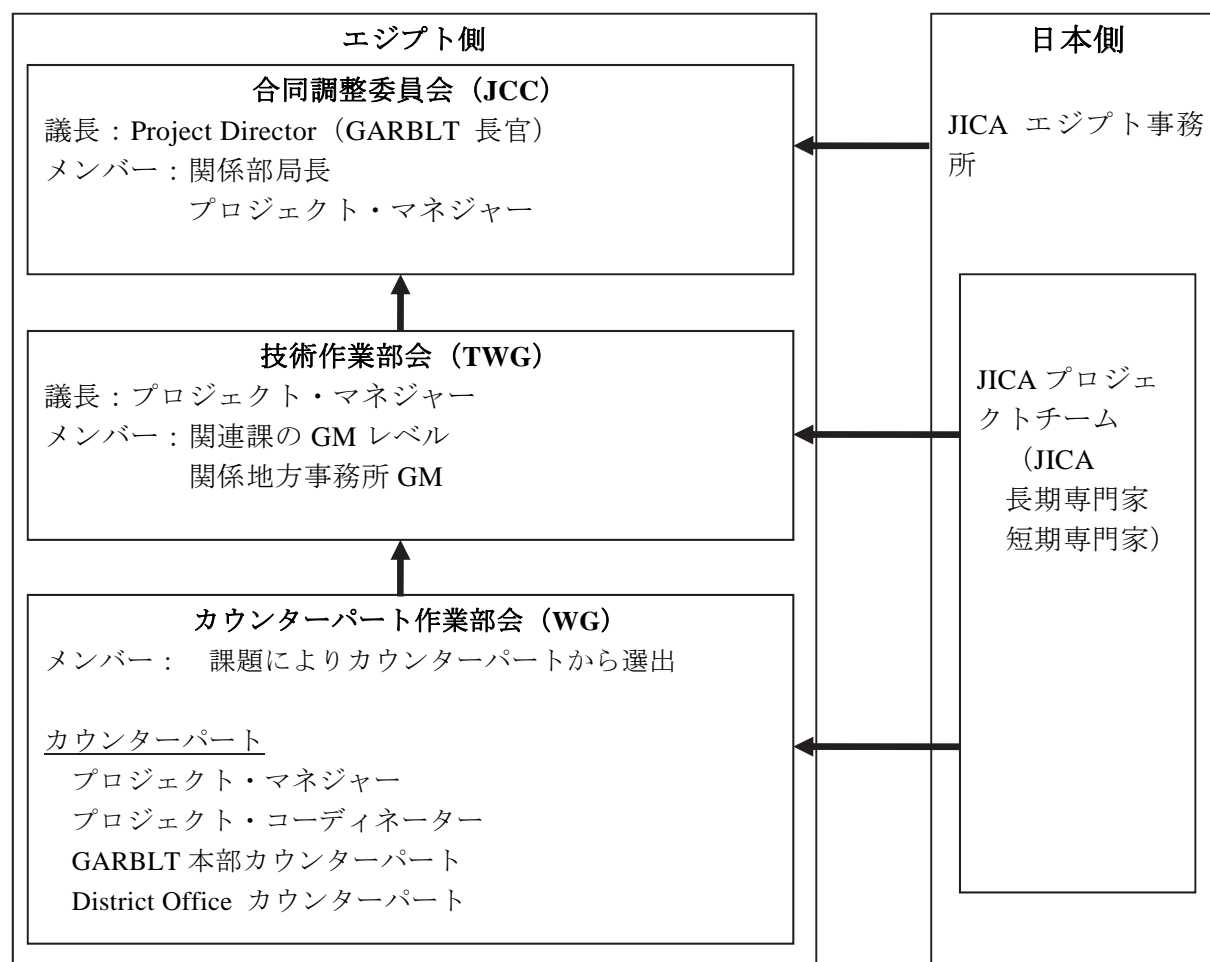 エジプト側
合同調整委員会（JCC）
議長：Project Director（GARBLT 長官）
メンバー：関係部局長
プロジェクト・マネジャー
技術作業部会（TWG）
議長：プロジェクト・マネジャー
メンバー：関連課の GM レベル
関係地方事務所 GM
カウンターパート作業部会（WG）
メンバー：　課題によりカウンターパートから選出
カウンターパート
プロジェクト・マネジャー
プロジェクト・コーディネーター
GARBLT 本部カウンターパート
District Office カウンターパート
日本側
JICA エジプト事務
所
JICA プロジェ
クトチーム
（JICA
長期専門家
短期専門家）